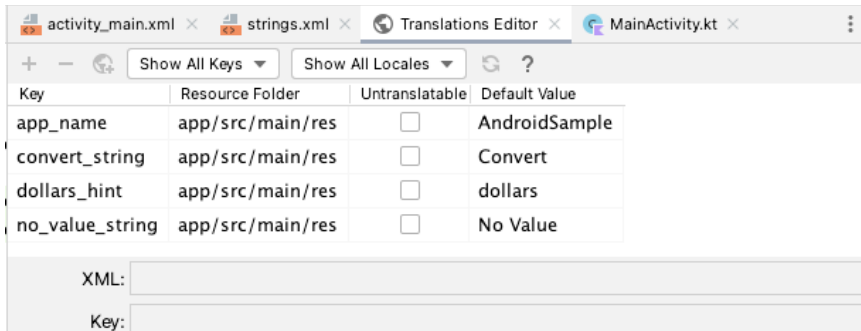 activity_main.xml strings.xml Translations Editor MainActivity.kt
Show All Keys Show All Locales ?
Key Resource Folder Untranslatable Default Value
app_name app/src/main/res AndroidSample
convert_string app/src/main/res Convert
dollars_hint app/src/main/res dollars
no_value_string app/src/main/res No Value
XML:
Key: